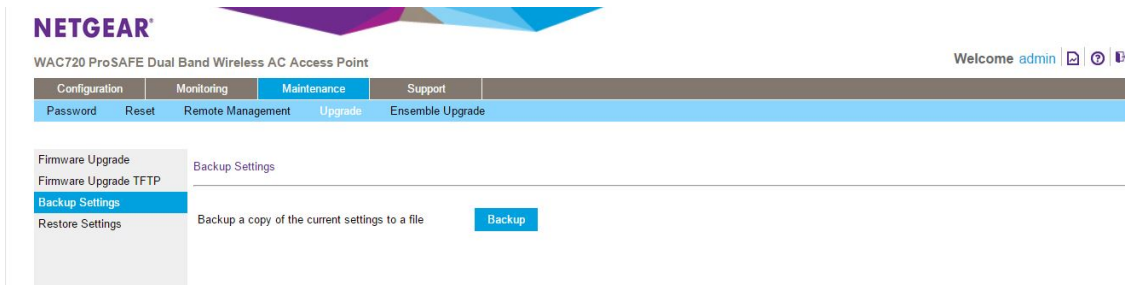 NETGEAR®
WAC720 ProSAFE Dual Band Wireless AC Access Point
Welcome admin
Configuration Monitoring Maintenance Support
Password Reset Remote Management Upgrade Ensemble Upgrade
Firmware Upgrade
Firmware Upgrade TFTP
Backup Settings
Restore Settings
Backup Settings
Backup a copy of the current settings to a file Backup